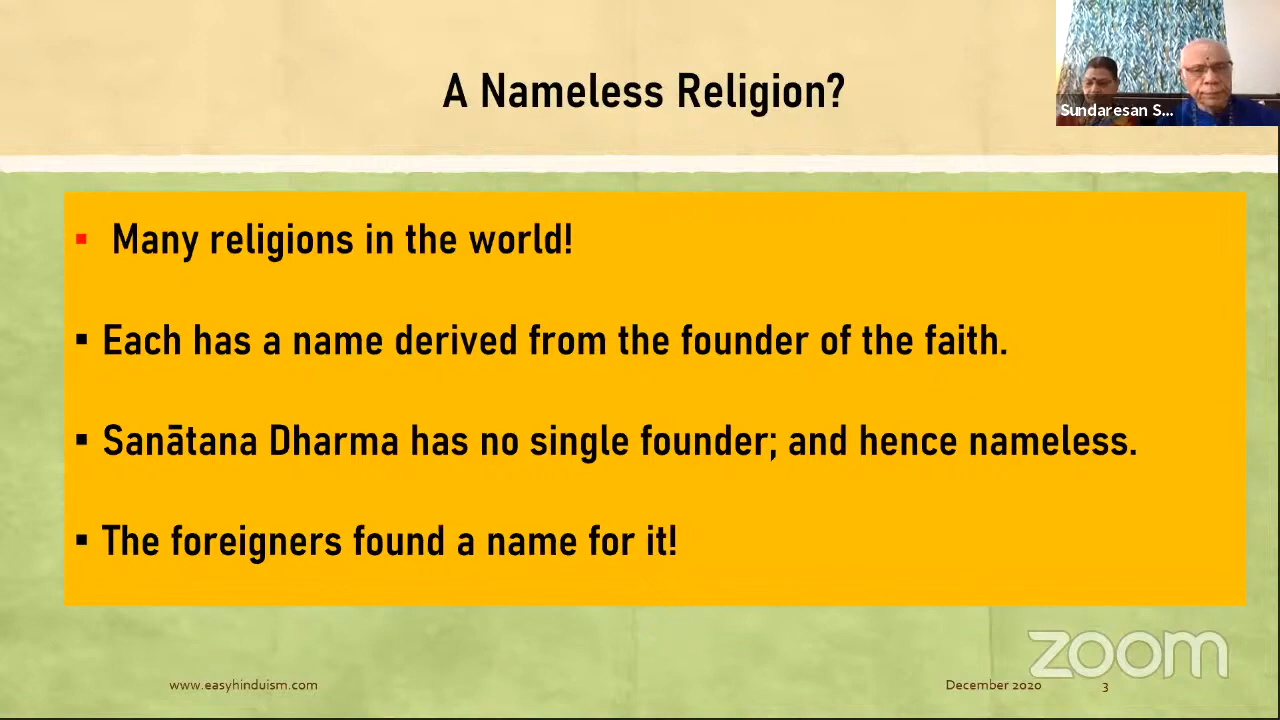 A Nameless Religion?
Sundaresan S...
▪ Many religions in the world!
▪ Each has a name derived from the founder of the faith.
▪ Sanātana Dharma has no single founder; and hence nameless.
▪ The foreigners found a name for it!
zoom
www.easyhinduism.com
December 2020
3